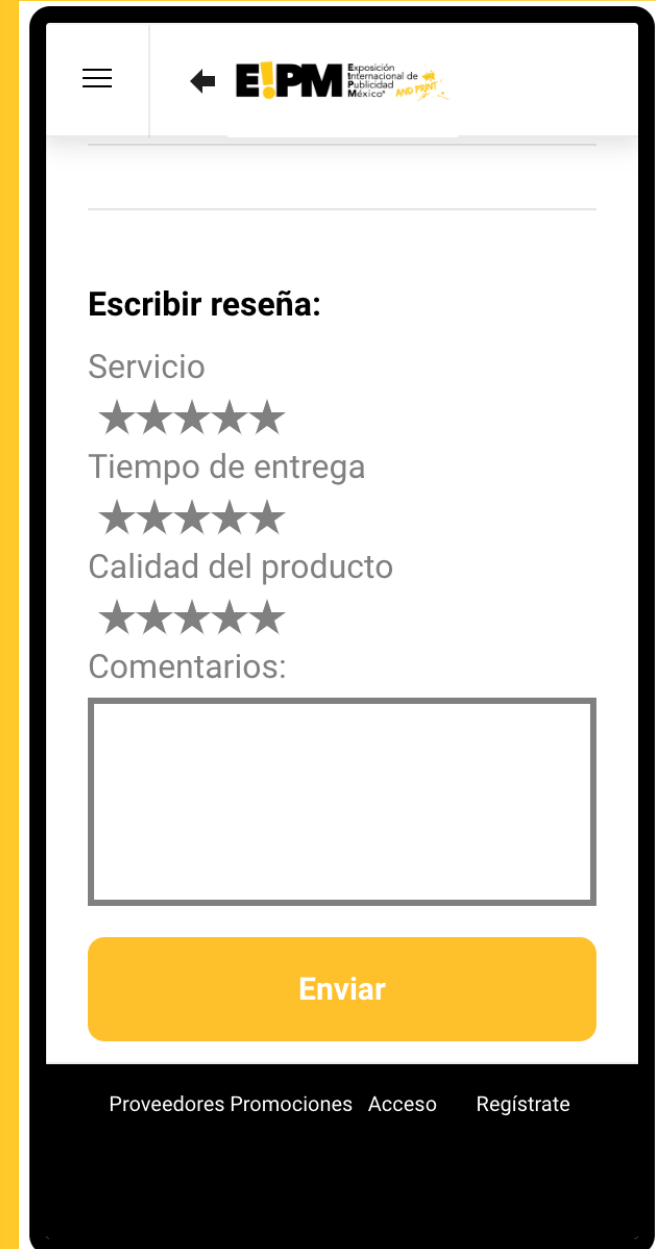 E!PM
Exposición
Internacional de
Publicidad
México®
AND PRINT
Escribir reseña:
Servicio
★★★★★
Tiempo de entrega
★★★★★
Calidad del producto
★★★★★
Comentarios:
Enviar
Proveedores Promociones Acceso Regístrate